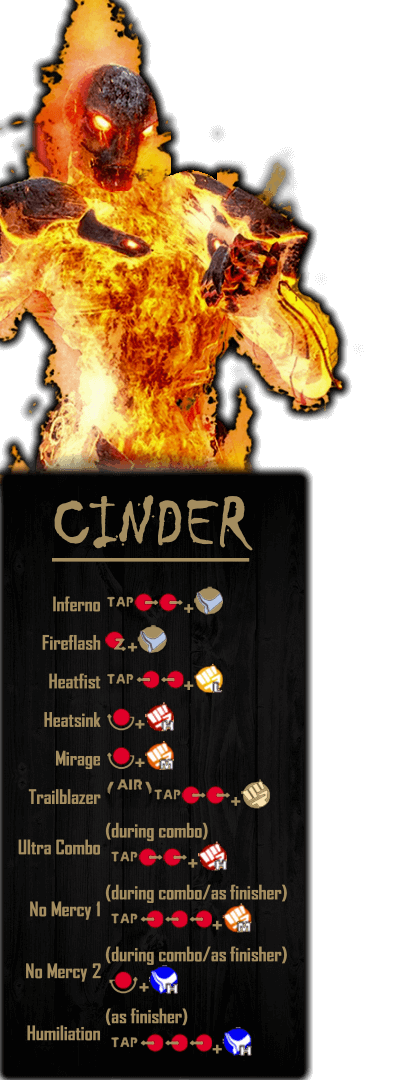 CINDER
Inferno TAP +
Fireflash Z +
Heatfist TAP + L
Heatsink + H
Mirage + M
Trailblazer (AIR) TAP +
(during combo)
Ultra Combo TAP + H
(during combo/as finisher)
No Mercy 1 TAP + M
(during combo/as finisher)
No Mercy 2 + H
(as finisher)
Humiliation TAP + H